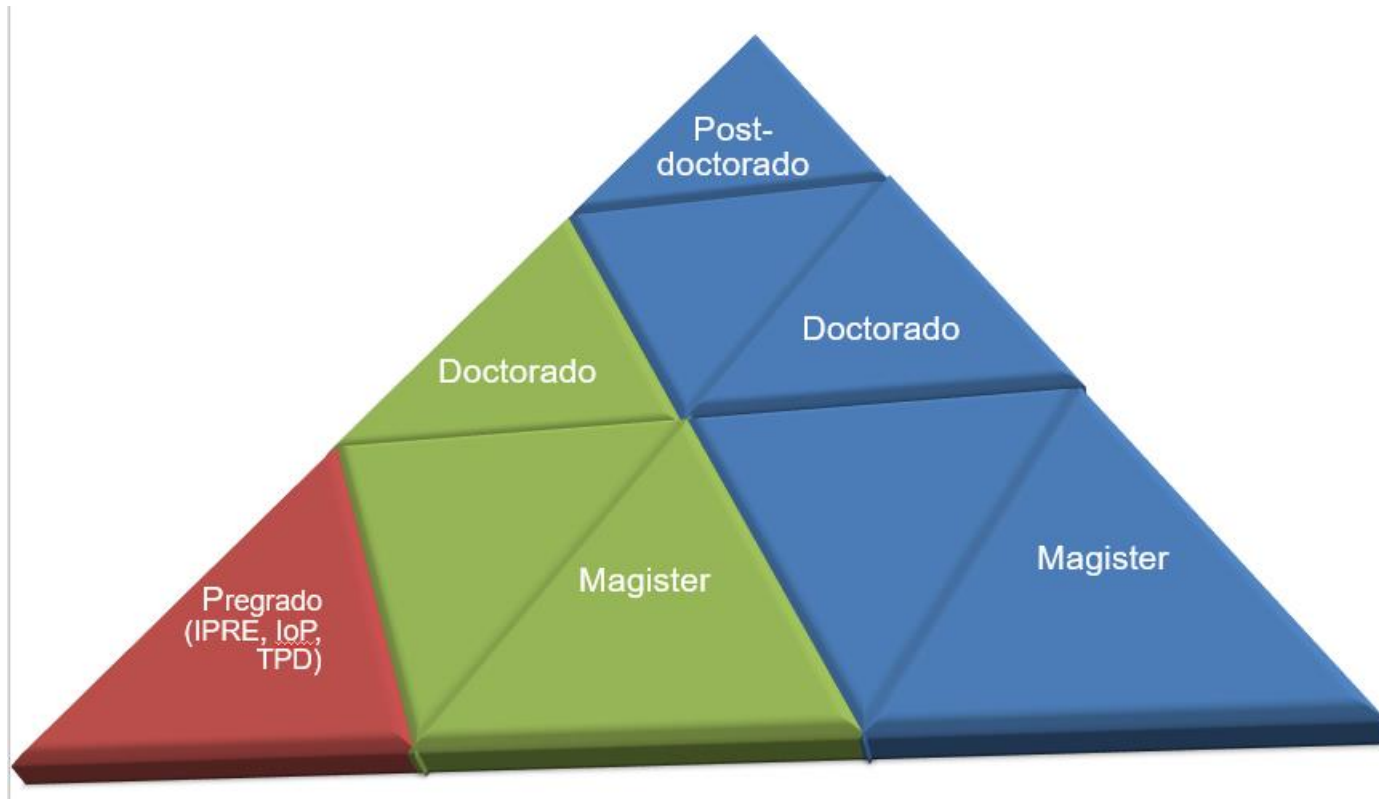 Post-
doctorado
Doctorado
Doctorado
Magister
Magister
Pregrado
(IPRE, IoP,
TPD)